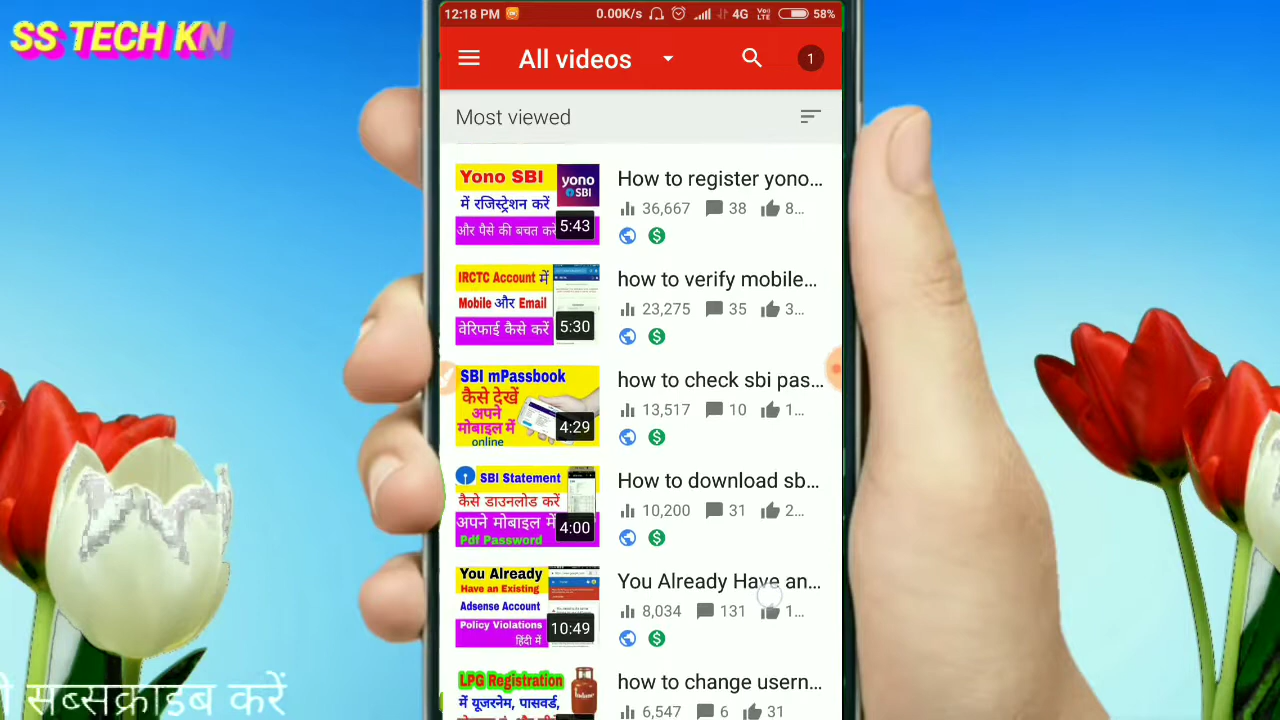 SS TECH KN
12:18 PM
0.00K/s
4G
Vo))
LTE
58%
All videos
1
Most viewed
Yono SBI
yono
SBI
में रजिस्ट्रेशन करें
और पैसे की बचत करें
5:43
How to register yono...
36,667 38 8...
IRCTC Account में
Mobile और Email
वेरिफाई कैसे करें
5:30
how to verify mobile...
23,275 35 3...
SBI mPassbook
कैसे देखें
अपने
मोबाइल में
online
4:29
how to check sbi pas...
13,517 10 1...
SBI Statement
कैसे डाउनलोड करें
अपने मोबाइल में
Pdf Password
4:00
How to download sb...
10,200 31 2...
You Already
Have an Existing
Adsense Account
Policy Violations
हिंदी में
10:49
You Already Have an...
8,034 131 1...
LPG Registration
में यूजरनेम, पासवर्ड,
how to change usern...
6,547 6 31
सब्सक्राइब करें